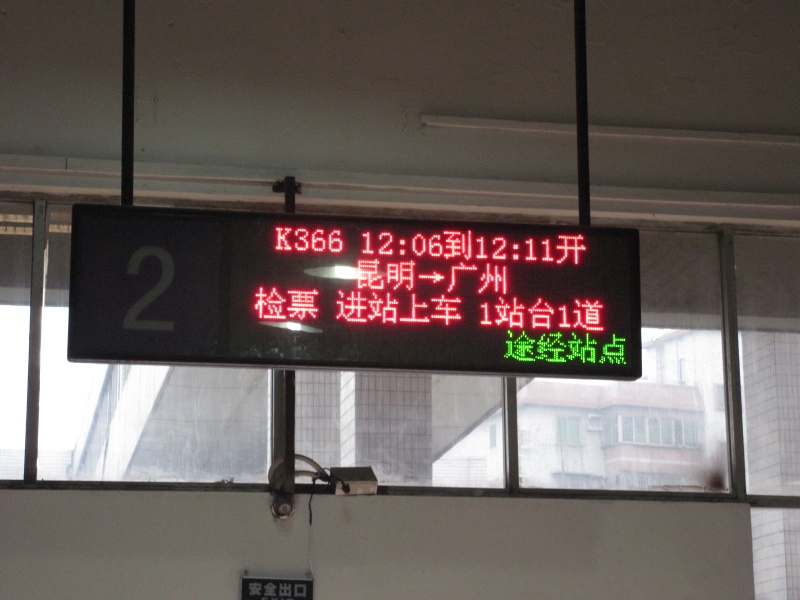 2
K366 12:06到12:11开
昆明→广州
检票 进站上车 1站台1道
途经站点
安全出口